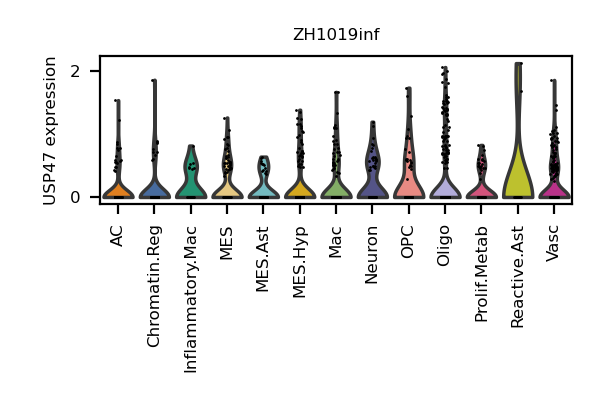 ZH1019inf
USP47 expression
2
0
AC
Chromatin.Reg
Inflammatory.Mac
MES
MES.Ast
MES.Hyp
Mac
Neuron
OPC
Oligo
Prolif.Metab
Reactive.Ast
Vasc